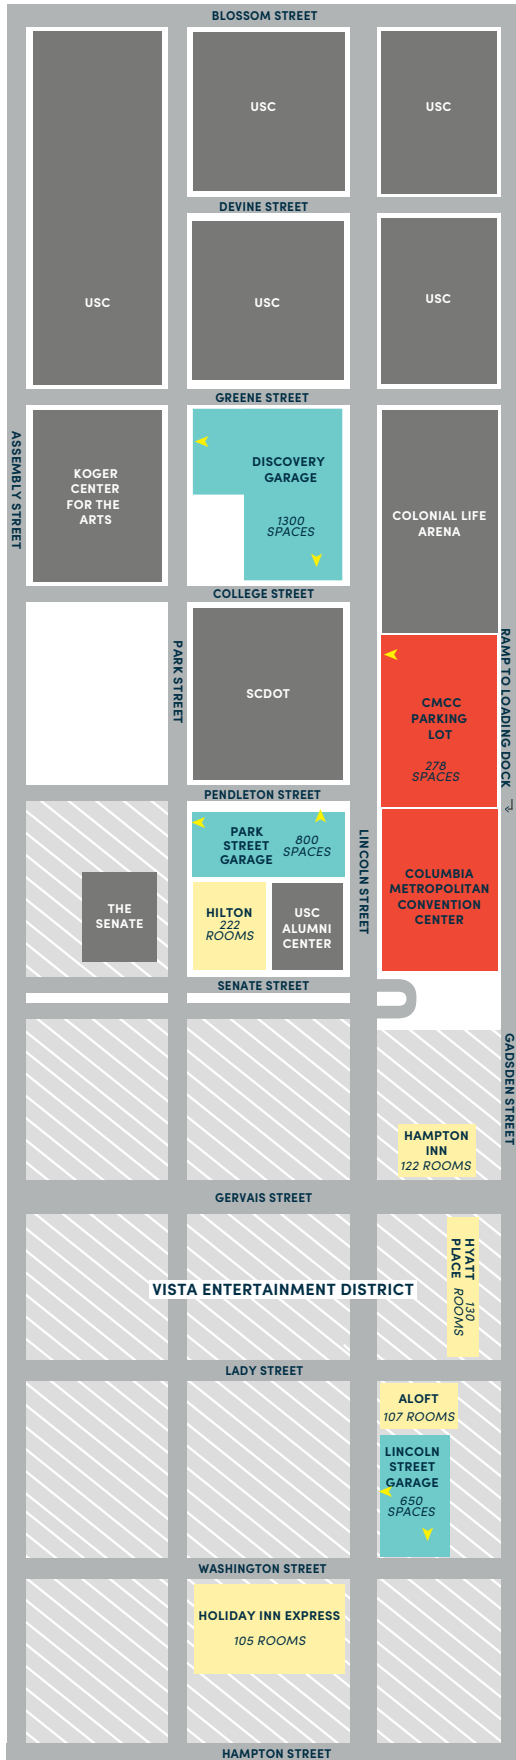 BLOSSOM STREET
USC
USC
DEVINE STREET
USC
USC
USC
GREENE STREET
ASSEMBLY STREET
KOGER
CENTER
FOR THE
ARTS
DISCOVERY
GARAGE
1300
SPACES
COLONIAL LIFE
ARENA
COLLEGE STREET
PARK STREET
SCDOT
RAMP TO LOADING DOCK
CMCC
PARKING
LOT
278
SPACES
PENDLETON STREET
PARK
STREET
GARAGE
800
SPACES
LINCOLN STREET
THE
SENATE
HILTON
222
ROOMS
USC
ALUMNI
CENTER
COLUMBIA
METROPOLITAN
CONVENTION
CENTER
SENATE STREET
GADSDEN STREET
HAMPTON
INN
122 ROOMS
GERVAIS STREET
HYATT
PLACE
130
ROOMS
VISTA ENTERTAINMENT DISTRICT
LADY STREET
ALOFT
107 ROOMS
LINCOLN
STREET
GARAGE
650
SPACES
WASHINGTON STREET
HOLIDAY INN EXPRESS
105 ROOMS
HAMPTON STREET